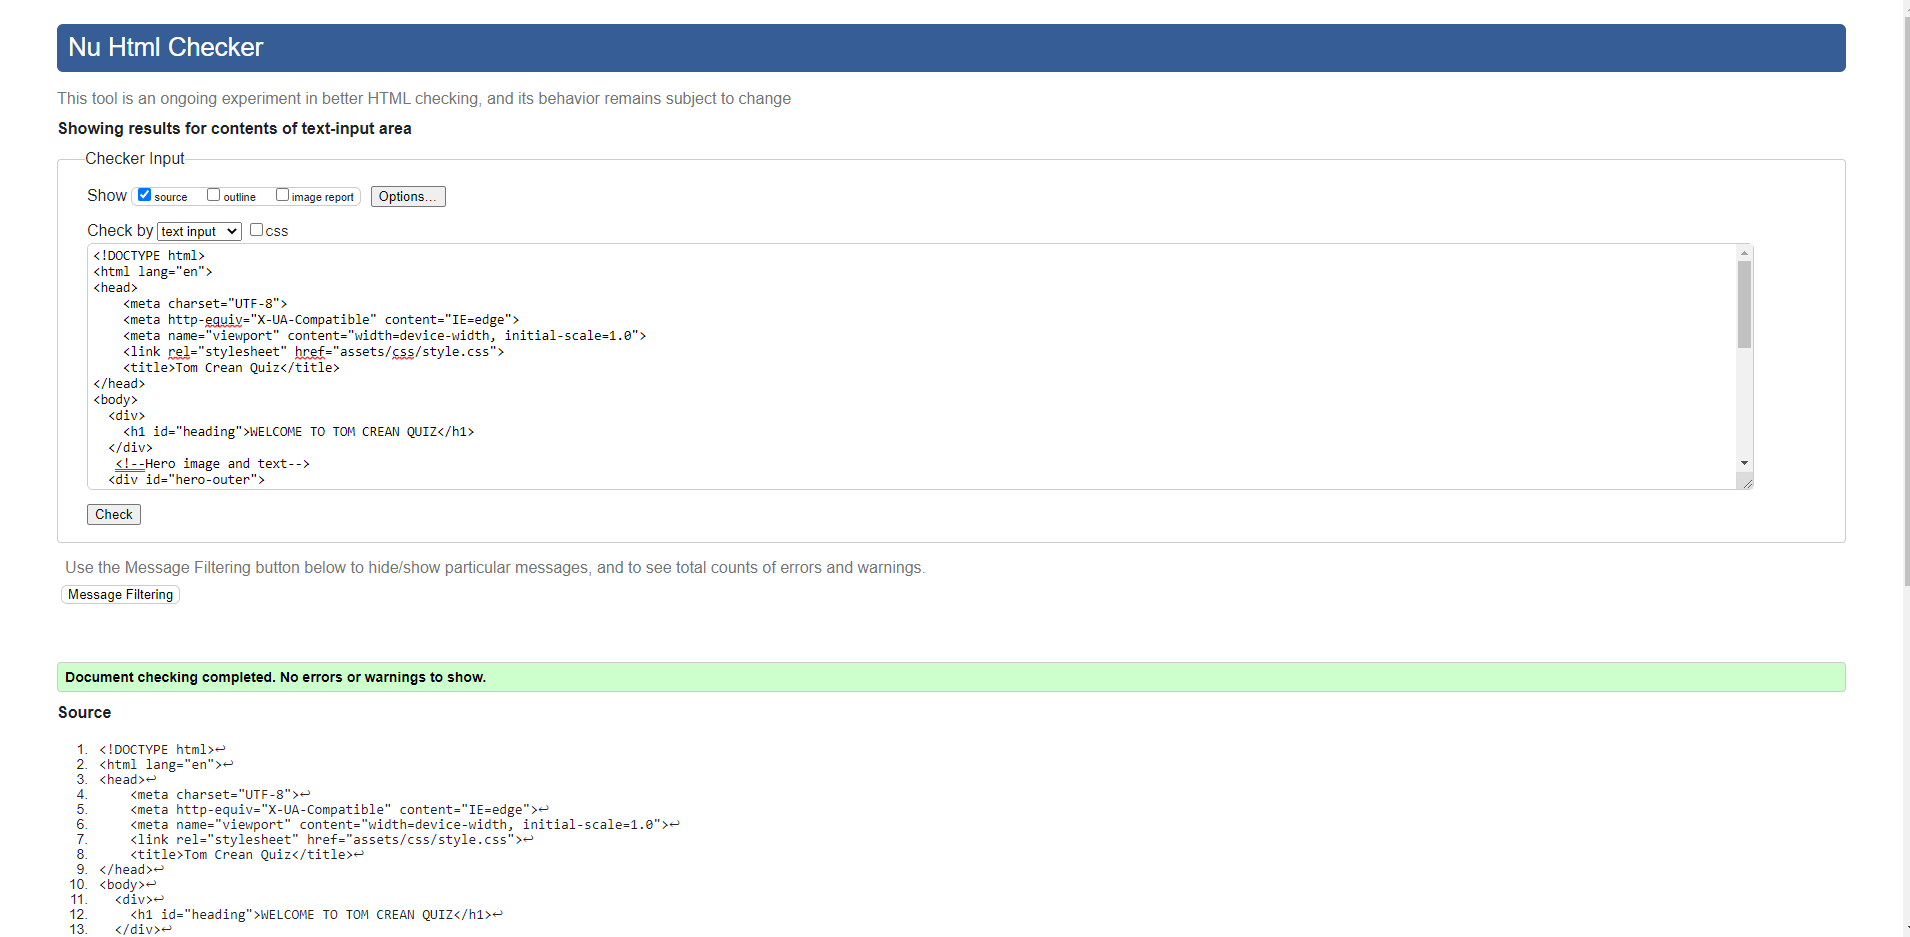 Nu Html Checker
This tool is an ongoing experiment in better HTML checking, and its behavior remains subject to change
Showing results for contents of text-input area
Checker Input
Show source outline image report Options...
Check by text input css
<!DOCTYPE html>
<html lang="en">
<head>
    <meta charset="UTF-8">
    <meta http-equiv="X-UA-Compatible" content="IE=edge">
    <meta name="viewport" content="width=device-width, initial-scale=1.0">
    <link rel="stylesheet" href="assets/css/style.css">
    <title>Tom Crean Quiz</title>
</head>
<body>
  <div>
    <h1 id="heading">WELCOME TO TOM CREAN QUIZ</h1>
  </div>
   <!--Hero image and text-->
  <div id="hero-outer">
Check
Use the Message Filtering button below to hide/show particular messages, and to see total counts of errors and warnings.
Message Filtering
Document checking completed. No errors or warnings to show.
Source
1. <!DOCTYPE html>↩
2. <html lang="en">↩
3. <head>↩
4.     <meta charset="UTF-8">↩
5.     <meta http-equiv="X-UA-Compatible" content="IE=edge">↩
6.     <meta name="viewport" content="width=device-width, initial-scale=1.0">↩
7.     <link rel="stylesheet" href="assets/css/style.css">↩
8.     <title>Tom Crean Quiz</title>↩
9. </head>↩
10. <body>↩
11.   <div>↩
12.     <h1 id="heading">WELCOME TO TOM CREAN QUIZ</h1>↩
13.   </div>↩